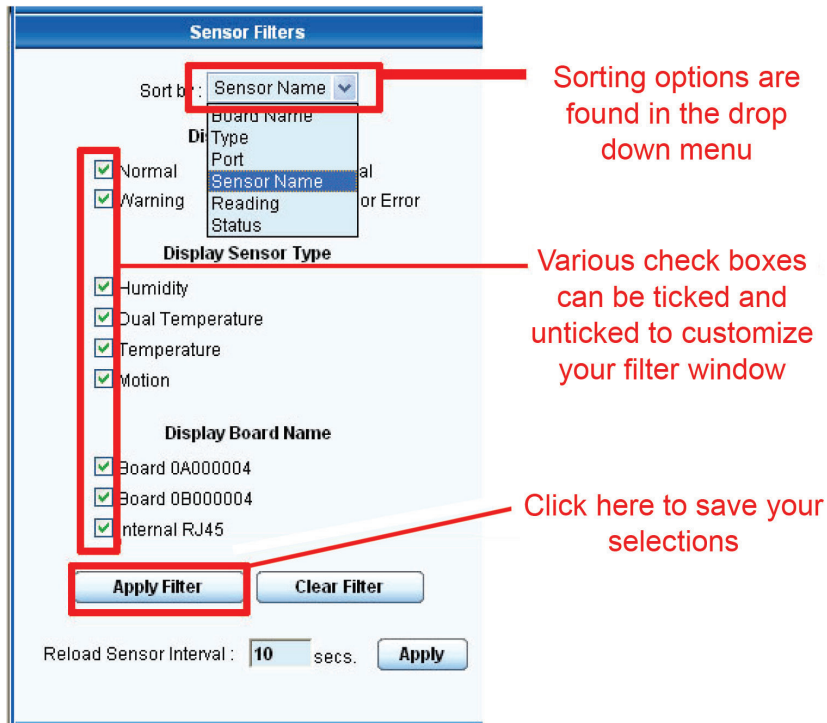 Sensor Filters
Sort b : Sensor Name
Board Name
Type
Port
Sensor Name
Reading
Status
Di
Normal al
Warning or Error
Display Sensor Type
Humidity
Dual Temperature
Temperature
Motion
Display Board Name
Board 0A000004
Board 0B000004
Internal RJ45
Apply Filter Clear Filter
Reload Sensor Interval : 10 secs. Apply
Sorting options are
found in the drop
down menu
Various check boxes
can be ticked and
unticked to customize
your filter window
Click here to save your
selections